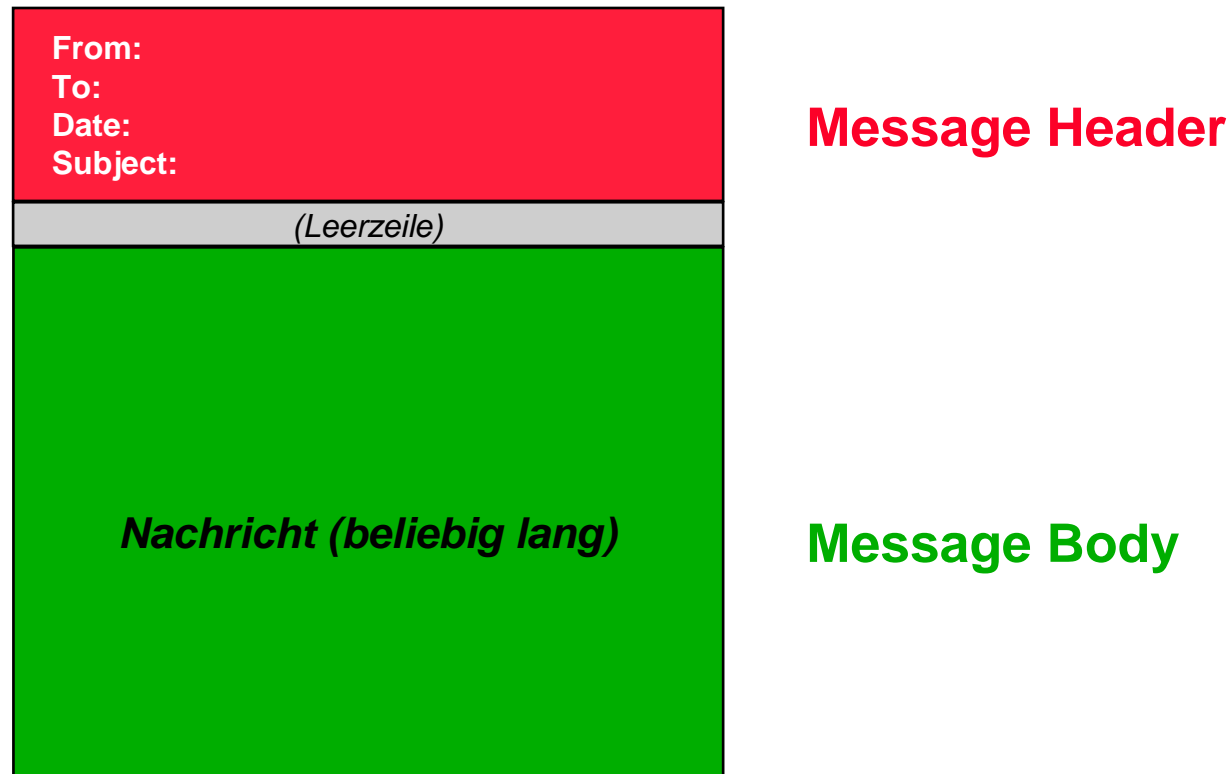 From:
To:
Date:
Subject:
Message Header
(Leerzeile)
Nachricht (beliebig lang)
Message Body